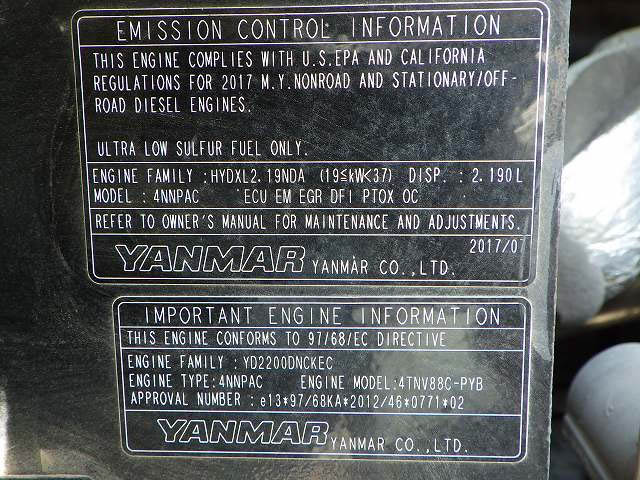 EMISSION CONTROL INFORMATION
THIS ENGINE COMPLIES WITH U.S.EPA AND CALIFORNIA
REGULATIONS FOR 2017 M.Y.NONROAD AND STATIONARY/OFF-
ROAD DIESEL ENGINES.
ULTRA LOW SULFUR FUEL ONLY.
ENGINE FAMILY :HYDXL2.19NDA (19≦kW<37) DISP. : 2.190L
MODEL : 4NNPAC ECU EM EGR DFI PTOX OC
REFER TO OWNER'S MANUAL FOR MAINTENANCE AND ADJUSTMENTS.
2017/07
YANMAR YANMAR CO.,LTD.
IMPORTANT ENGINE INFORMATION
THIS ENGINE CONFORMS TO 97/68/EC DIRECTIVE
ENGINE FAMILY : YD2200DNCKEC
ENGINE TYPE:4NNPAC ENGINE MODEL:4TNV88C-PYB
APPROVAL NUMBER : e13*97/68KA*2012/46*0771*02
YANMAR YANMAR CO.,LTD.